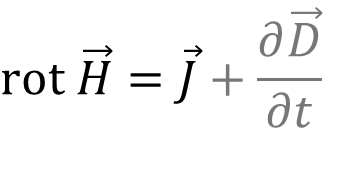 rot H⃗ = J⃗ + ∂D⃗/∂t